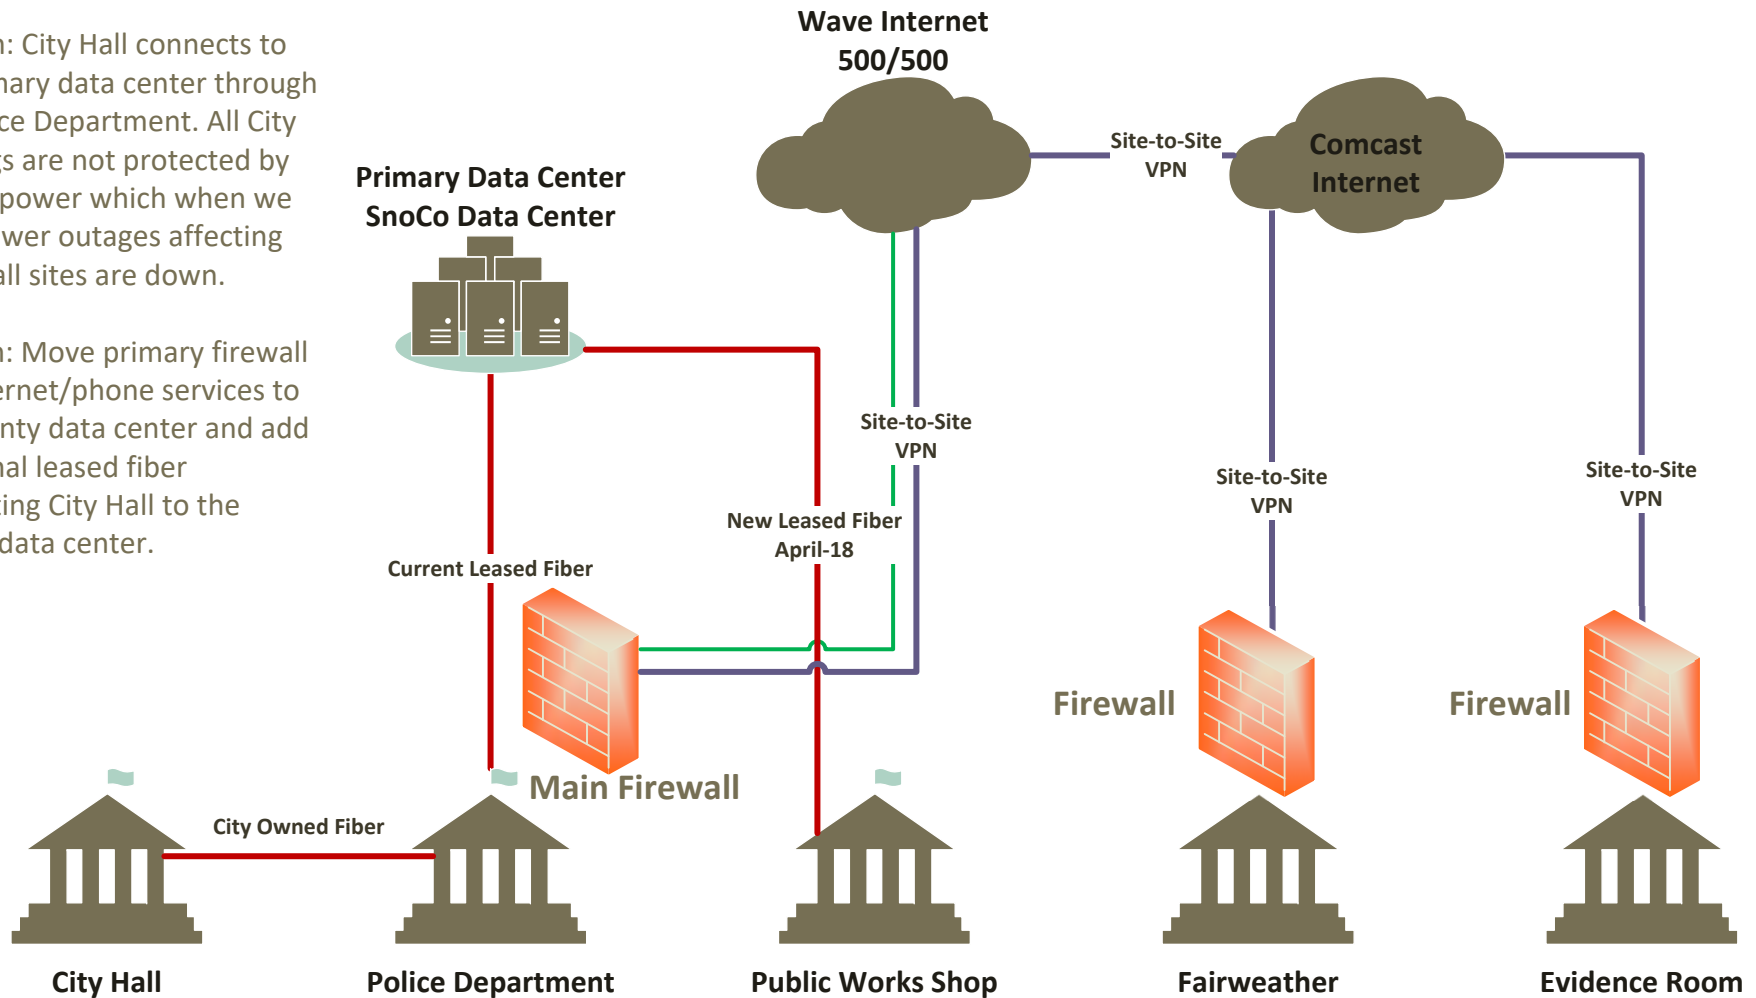 n: City Hall connects to
mary data center through
ce Department. All City
gs are not protected by
power which when we
wer outages affecting
all sites are down.
n: Move primary firewall
ernet/phone services to
nty data center and add
nal leased fiber
ting City Hall to the
data center.
Wave Internet
500/500
Primary Data Center
SnoCo Data Center
Site-to-Site
VPN
Comcast
Internet
Site-to-Site
VPN
Site-to-Site
VPN
Site-to-Site
VPN
New Leased Fiber
April-18
Current Leased Fiber
Main Firewall
Firewall
Firewall
City Owned Fiber
City Hall
Police Department
Public Works Shop
Fairweather
Evidence Room